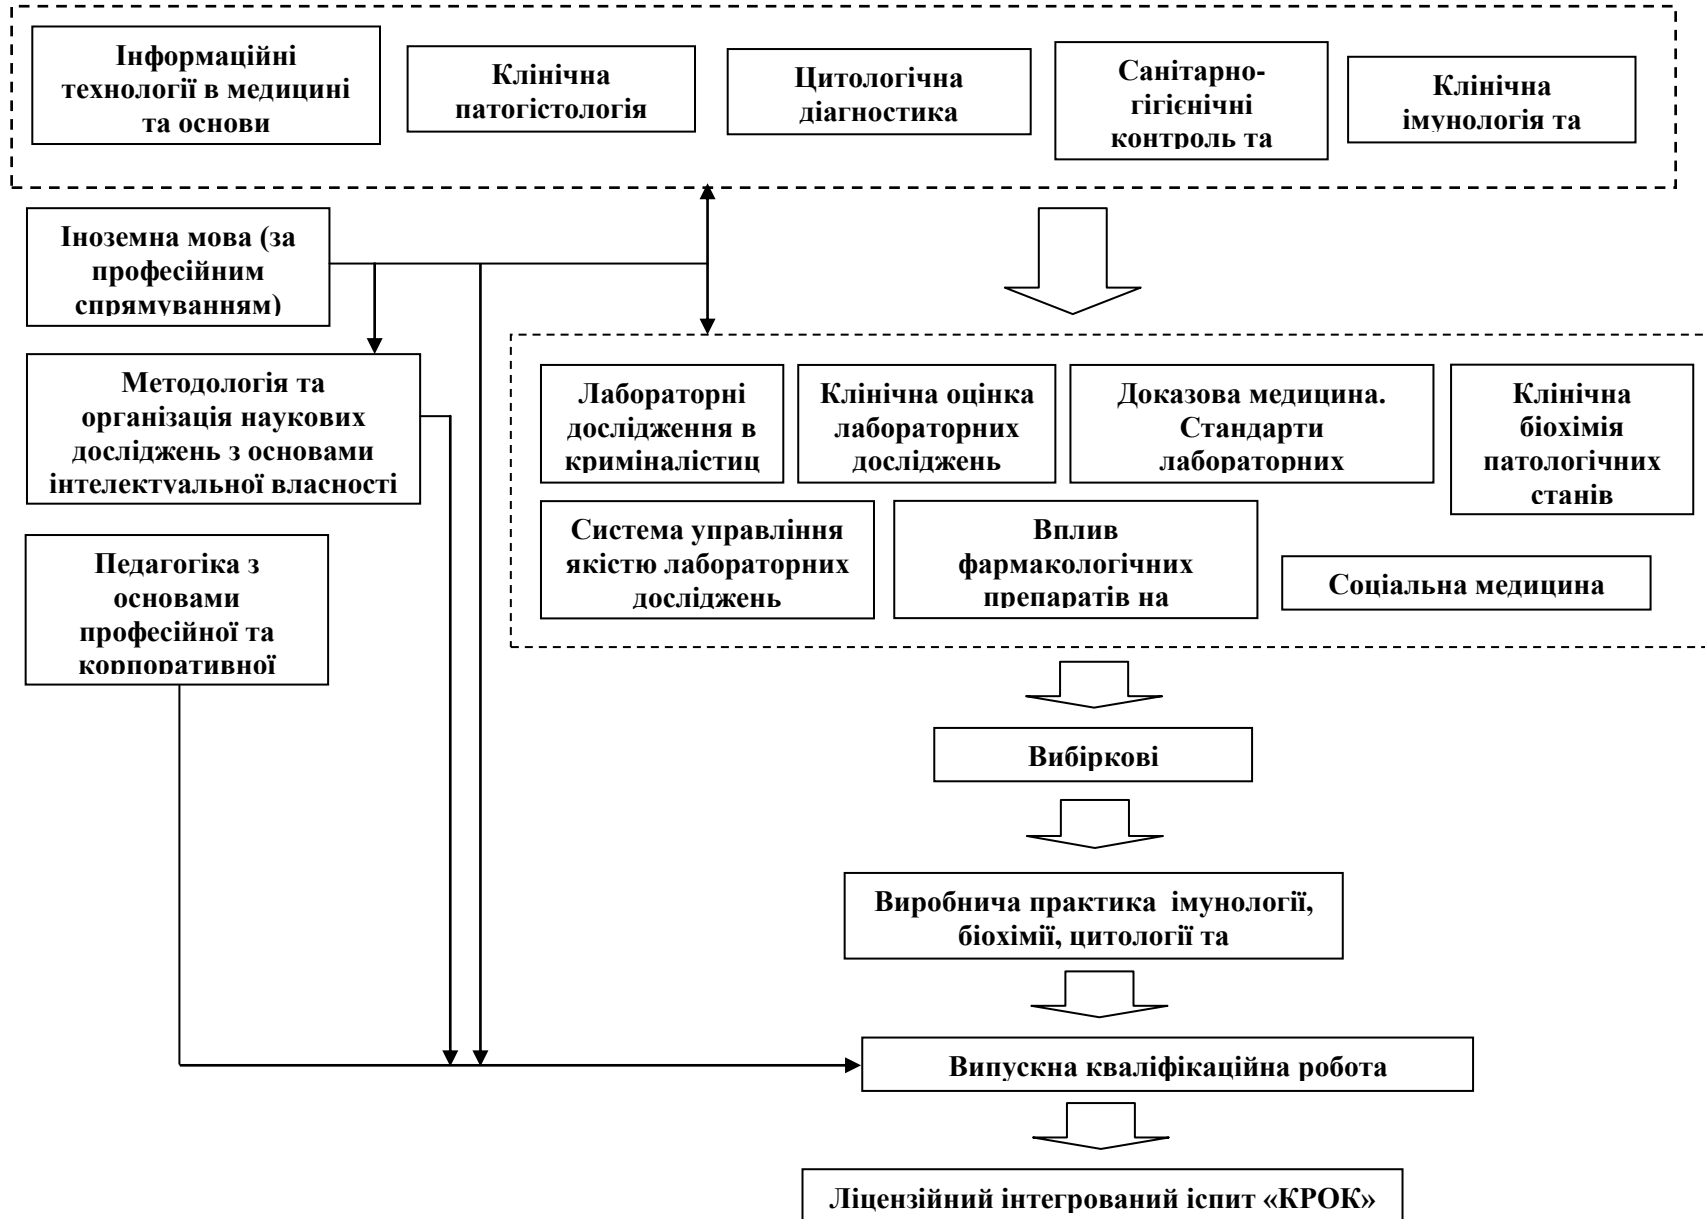 Інформаційні
технології в медицині
та основи
Клінічна
патогістологія
Цитологічна
діагностика
Санітарно-
гігієнічні
контроль та
Клінічна
імунологія та
Іноземна мова (за
професійним
спрямуванням)
Методологія та
організація наукових
досліджень з основами
інтелектуальної власності
Педагогіка з
основами
професійної та
корпоративної
Лабораторні
дослідження в
криміналістиц
Клінічна оцінка
лабораторних
досліджень
Доказова медицина.
Стандарти
лабораторних
Клінічна
біохімія
патологічних
станів
Система управління
якістю лабораторних
досліджень
Вплив
фармакологічних
препаратів на
Соціальна медицина
Вибіркові
Виробнича практика імунології,
біохімії, цитології та
Випускна кваліфікаційна робота
Ліцензійний інтегрований іспит «КРОК»